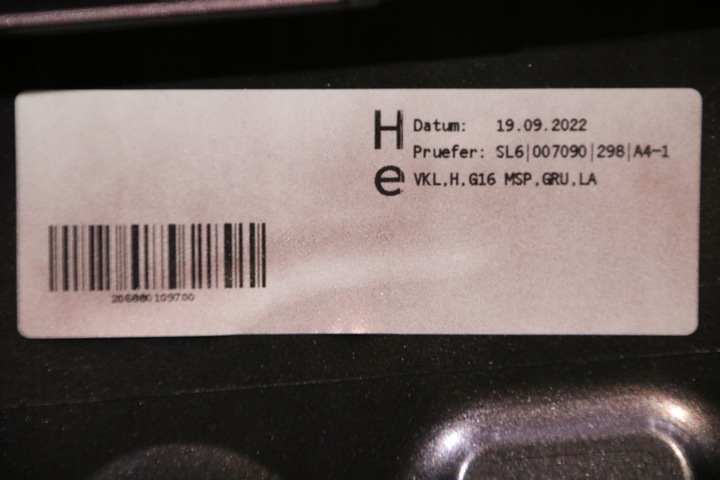 H Datum: 19.09.2022
Pruefer: SL6|007090|298|A4-1
e VKL,H,G16 MSP,GRU,LA
206880109700